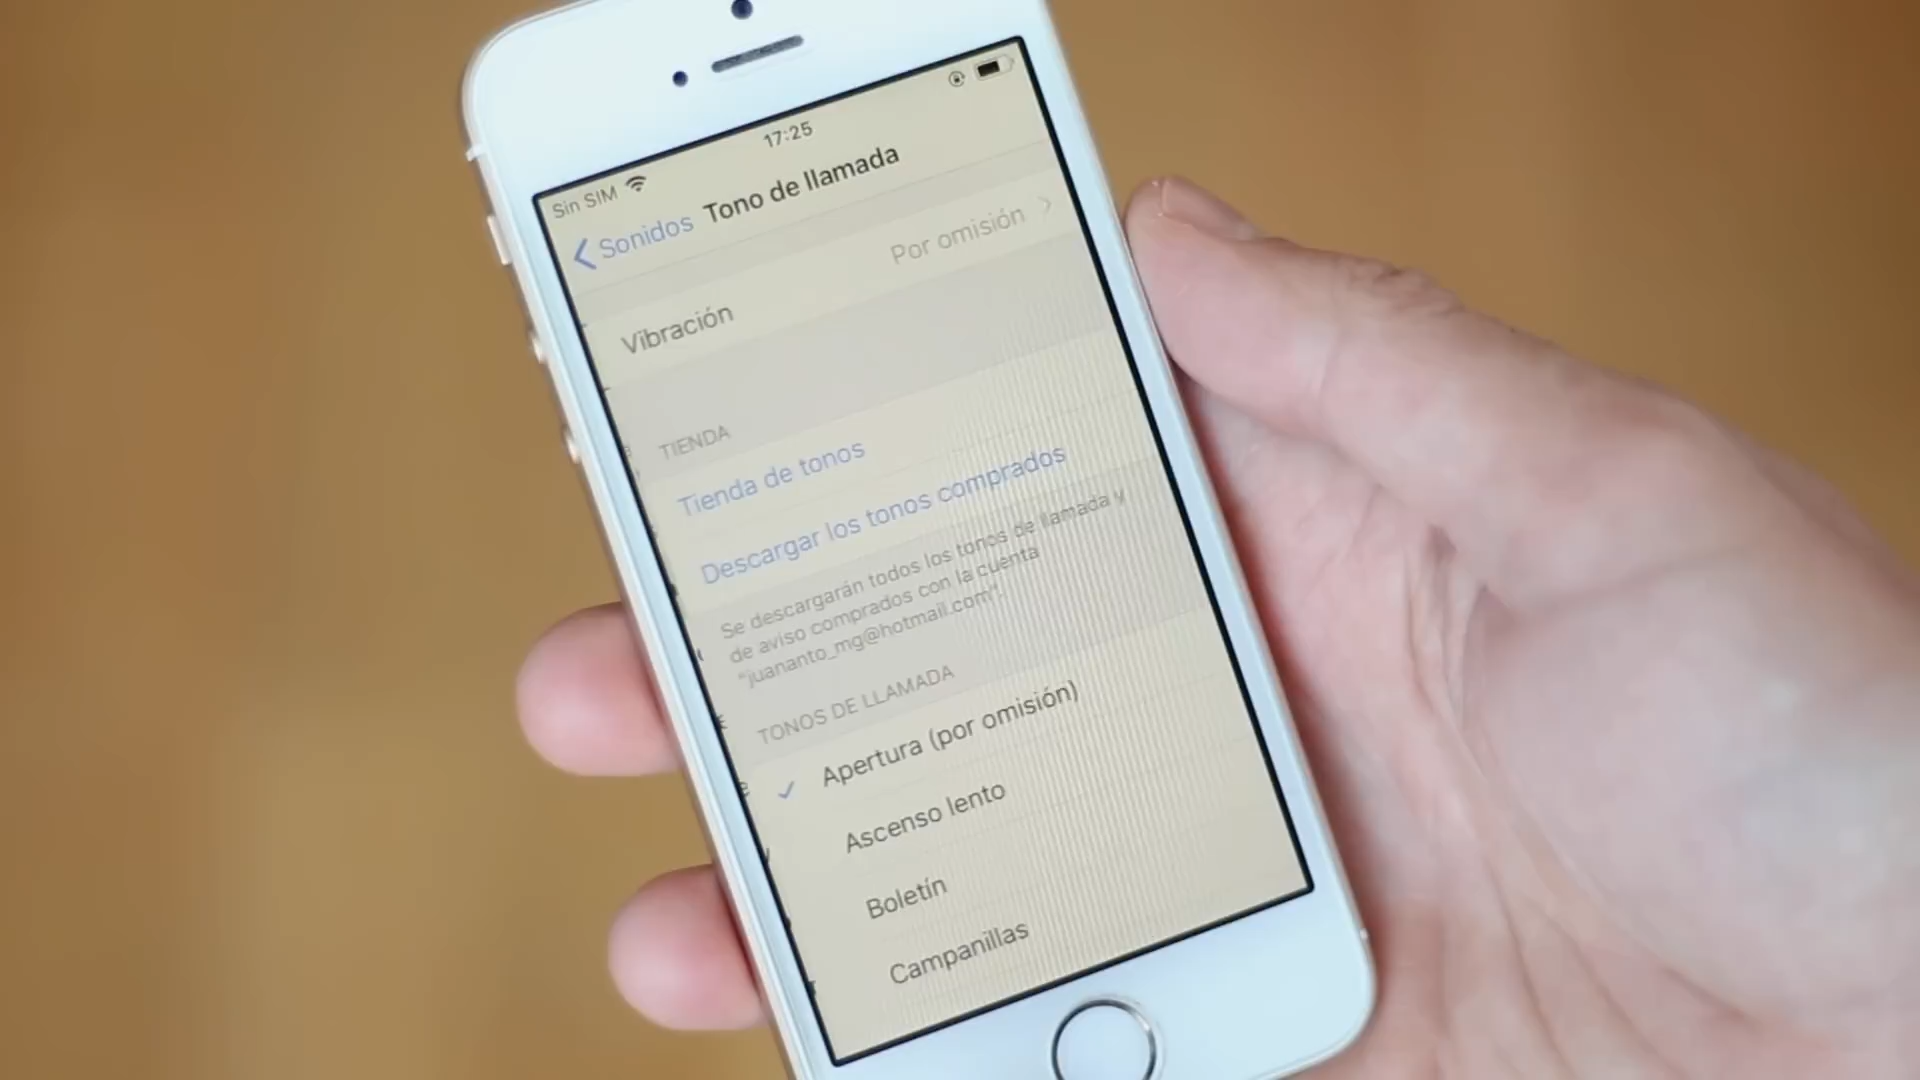 17:25
Sin SIM
Sonidos Tono de llamada
Vibración Por omisión
TIENDA
Tienda de tonos
Descargar los tonos comprados
Se descargarán todos los tonos de llamada y
de aviso comprados con la cuenta
"juananto_mg@hotmail.com".
TONOS DE LLAMADA
✓ Apertura (por omisión)
Ascenso lento
Boletín
Campanillas